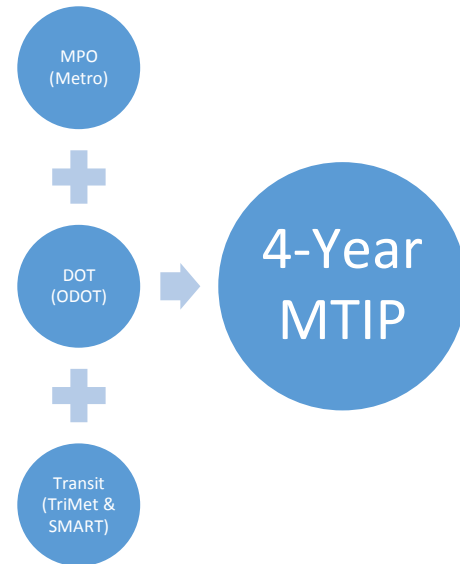 MPO
(Metro)
DOT
(ODOT)
Transit
(TriMet &
SMART)
4-Year
MTIP